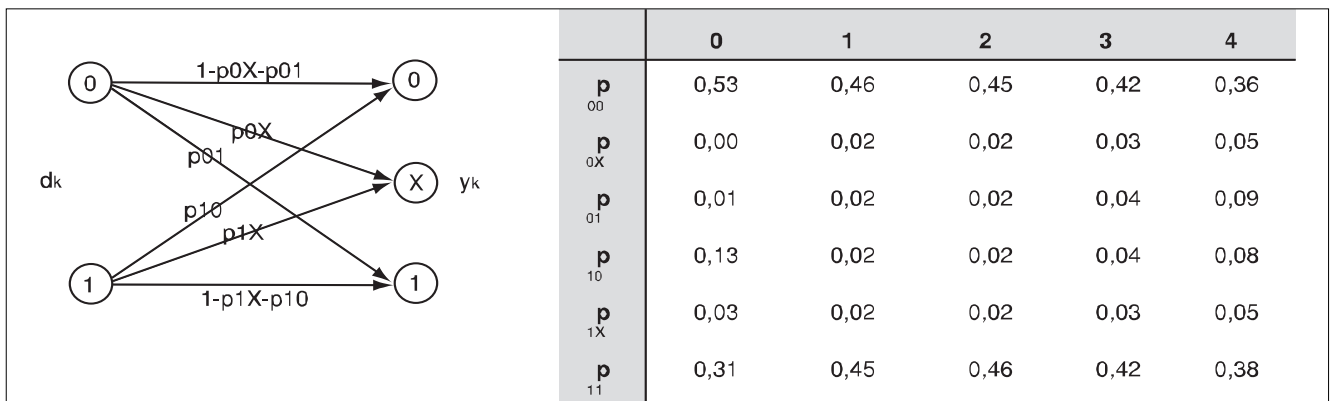 0
1-p0X-p01
0
p0X
p01
dk
X
yk
p10
p1X
1
1-p1X-p10
1
0 1 2 3 4
p00 0,53 0,46 0,45 0,42 0,36
p0X 0,00 0,02 0,02 0,03 0,05
p01 0,01 0,02 0,02 0,04 0,09
p10 0,13 0,02 0,02 0,04 0,08
p1X 0,03 0,02 0,02 0,03 0,05
p11 0,31 0,45 0,46 0,42 0,38